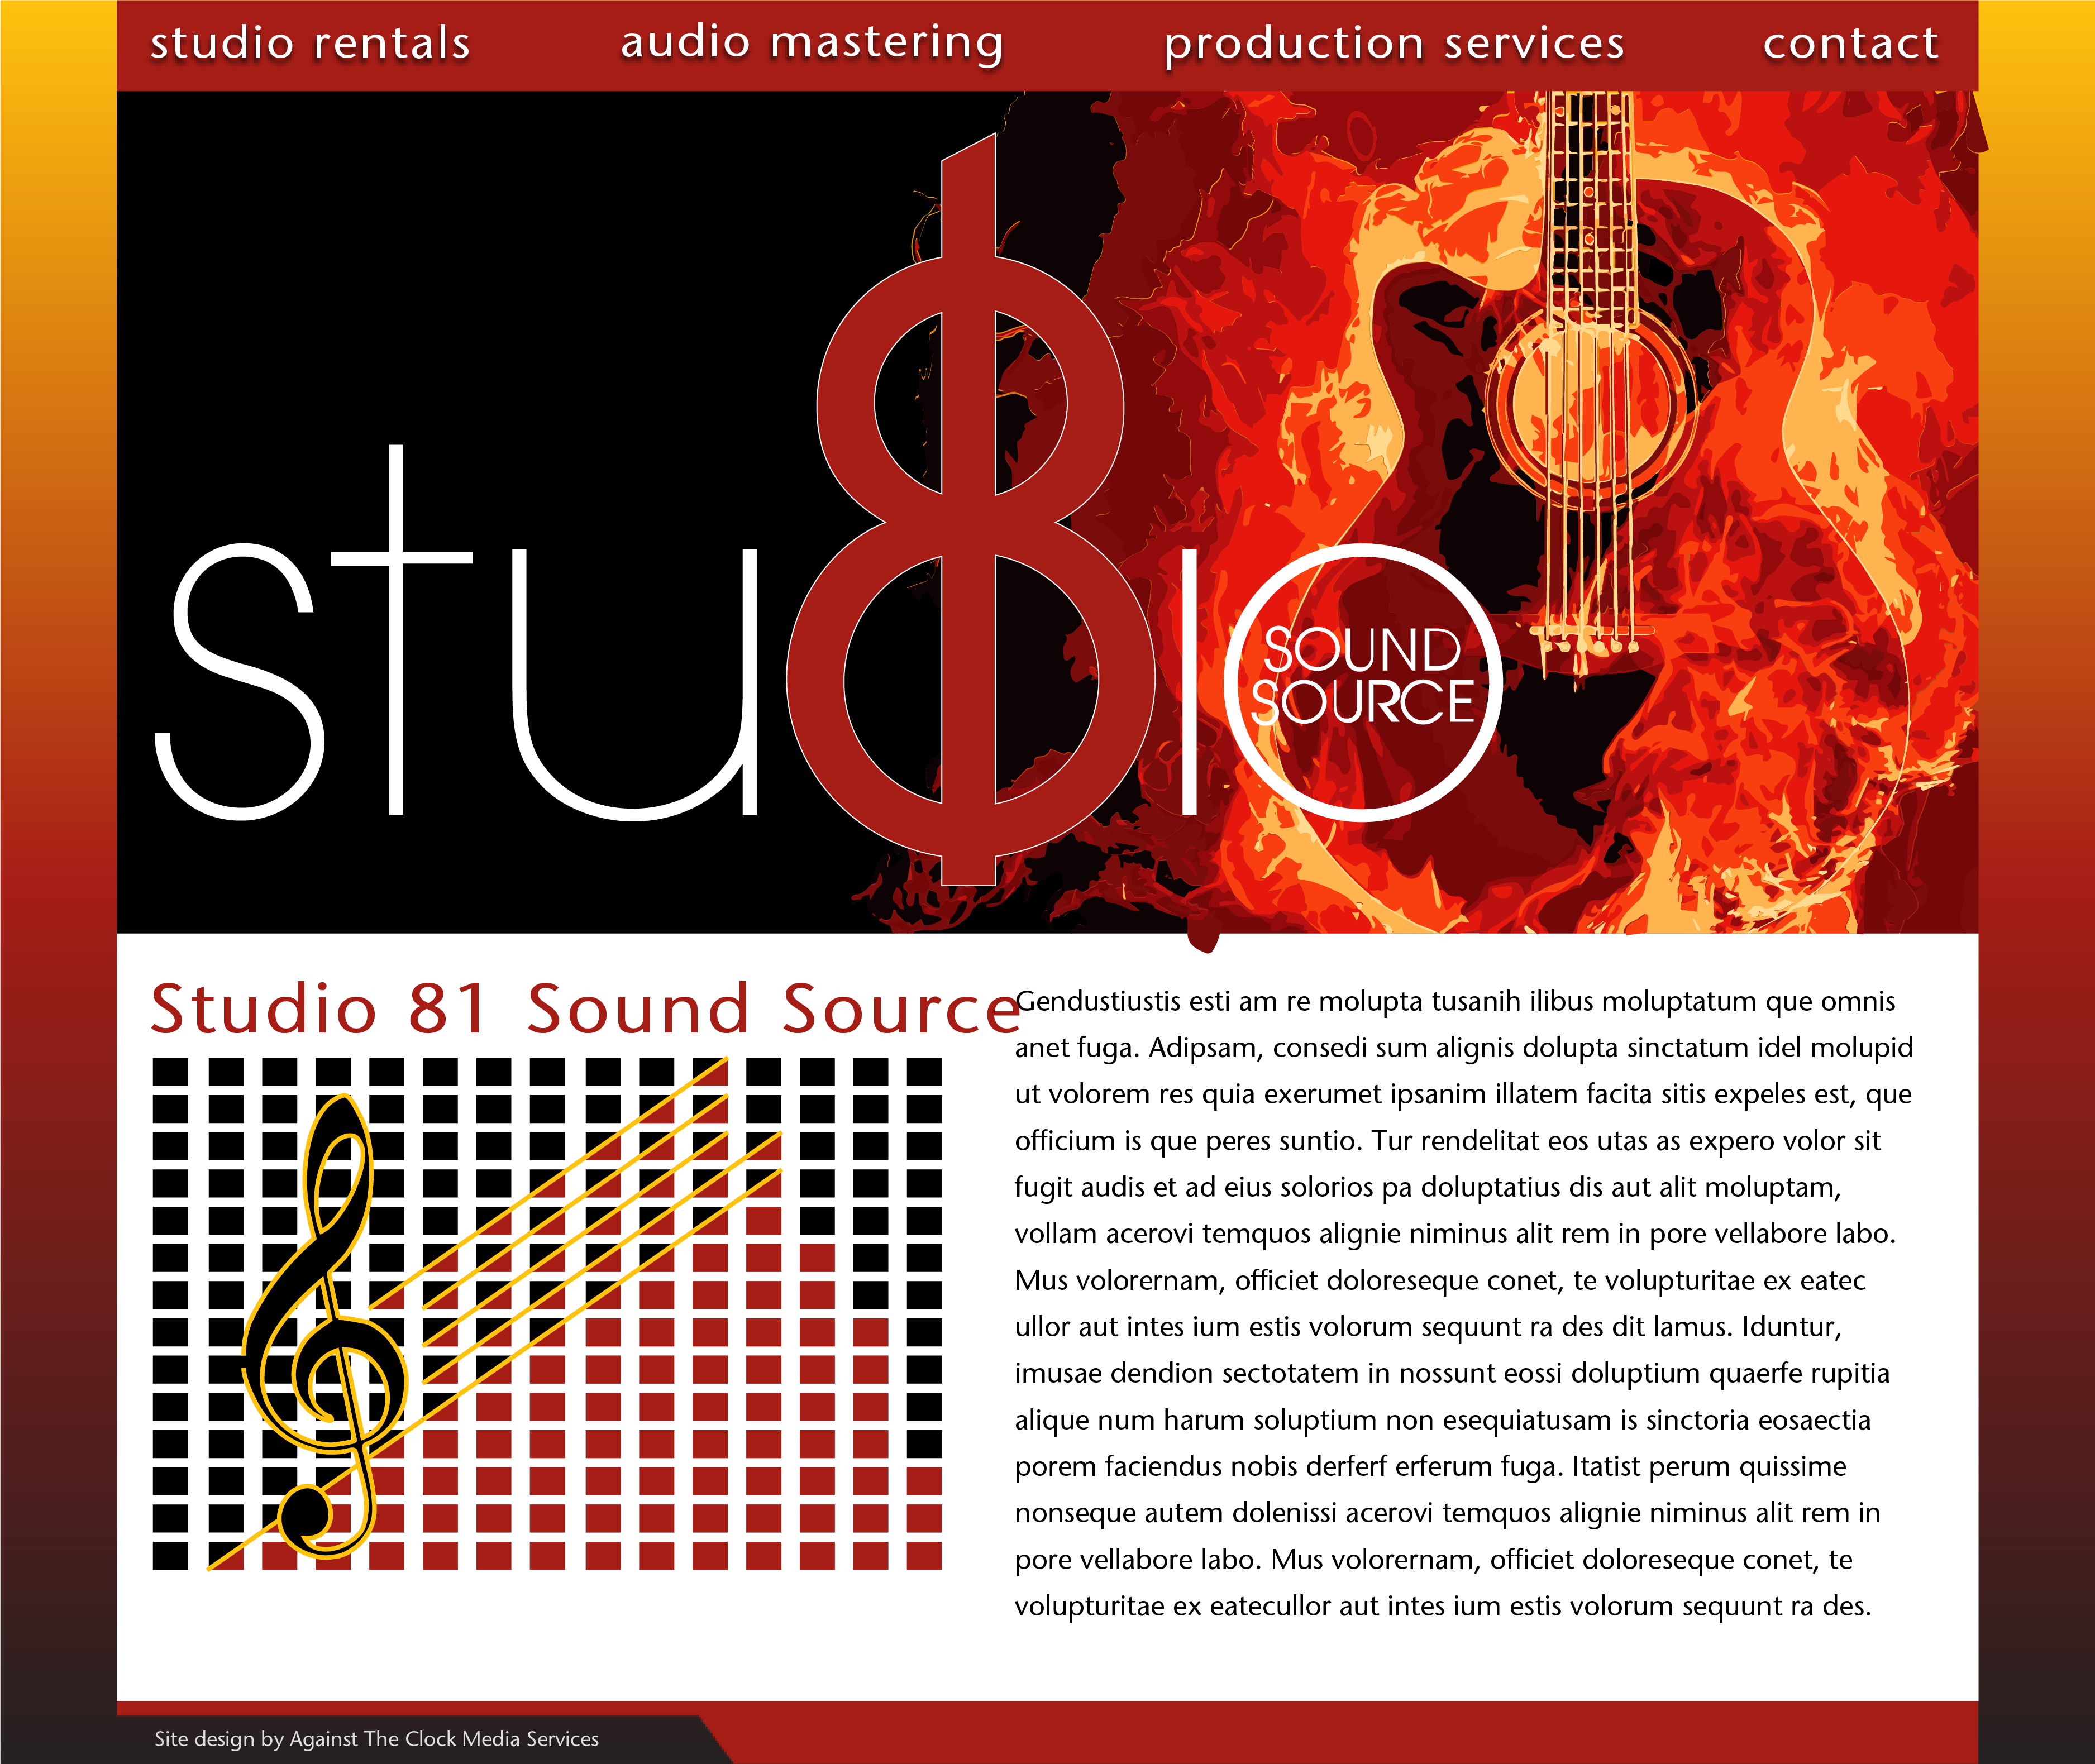 studio rentals audio mastering production services contact
stu8io
SOUND
SOURCE
Studio 81 Sound Source
Gendustiustis esti am re molupta tusanih ilibus moluptatum que omnis
anet fuga. Adipsam, consedi sum alignis dolupta sinctatum idel molupid
ut volorem res quia exerumet ipsanim illatem facita sitis expeles est, que
officium is que peres suntio. Tur rendelitat eos utas as expero volor sit
fugit audis et ad eius solorios pa doluptatius dis aut alit moluptam,
vollam acerovi temquos alignie niminus alit rem in pore vellabore labo.
Mus volorernam, officiet doloreseque conet, te volupturitae ex eatec
ullor aut intes ium estis volorum sequunt ra des dit lamus. Iduntur,
imusae dendion sectotatem in nossunt eossi doluptium quaerfe rupitia
alique num harum soluptium non esequiatusam is sinctoria eosaectia
porem faciendus nobis derferf erferum fuga. Itatist perum quissime
nonseque autem dolenissi acerovi temquos alignie niminus alit rem in
pore vellabore labo. Mus volorernam, officiet doloreseque conet, te
volupturitae ex eatecullor aut intes ium estis volorum sequunt ra des.
Site design by Against The Clock Media Services